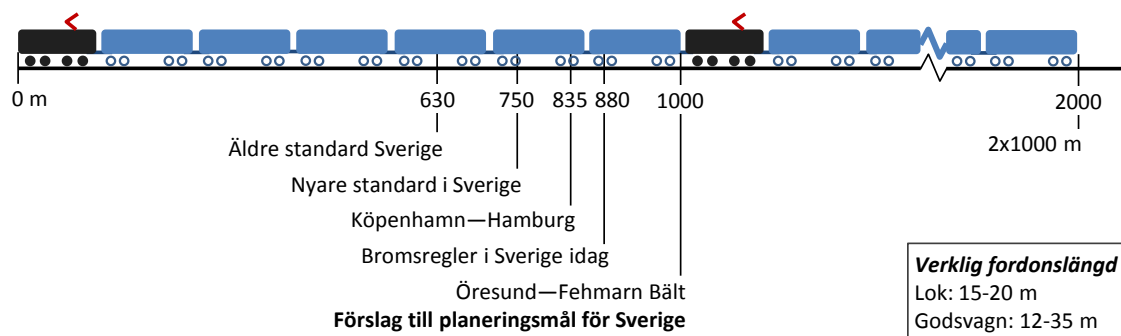 0 m
630
750
835
880
1000
2000
2x1000 m
Äldre standard Sverige
Nyare standard i Sverige
Köpenhamn—Hamburg
Bromsregler i Sverige idag
Öresund—Fehmarn Bält
Förslag till planeringsmål för Sverige
Verklig fordonslängd
Lok: 15-20 m
Godsvagn: 12-35 m